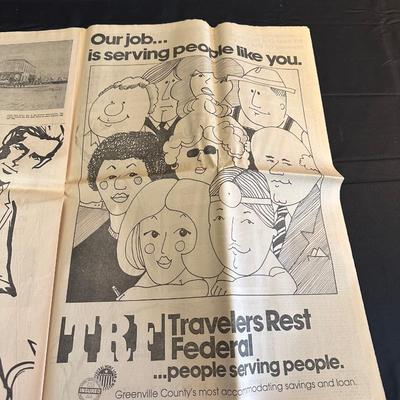 Our job...
is serving people like you.
TRF
Travelers Rest
Federal
...people serving people.
INSURED
Greenville County's most accommodating savings and loan.